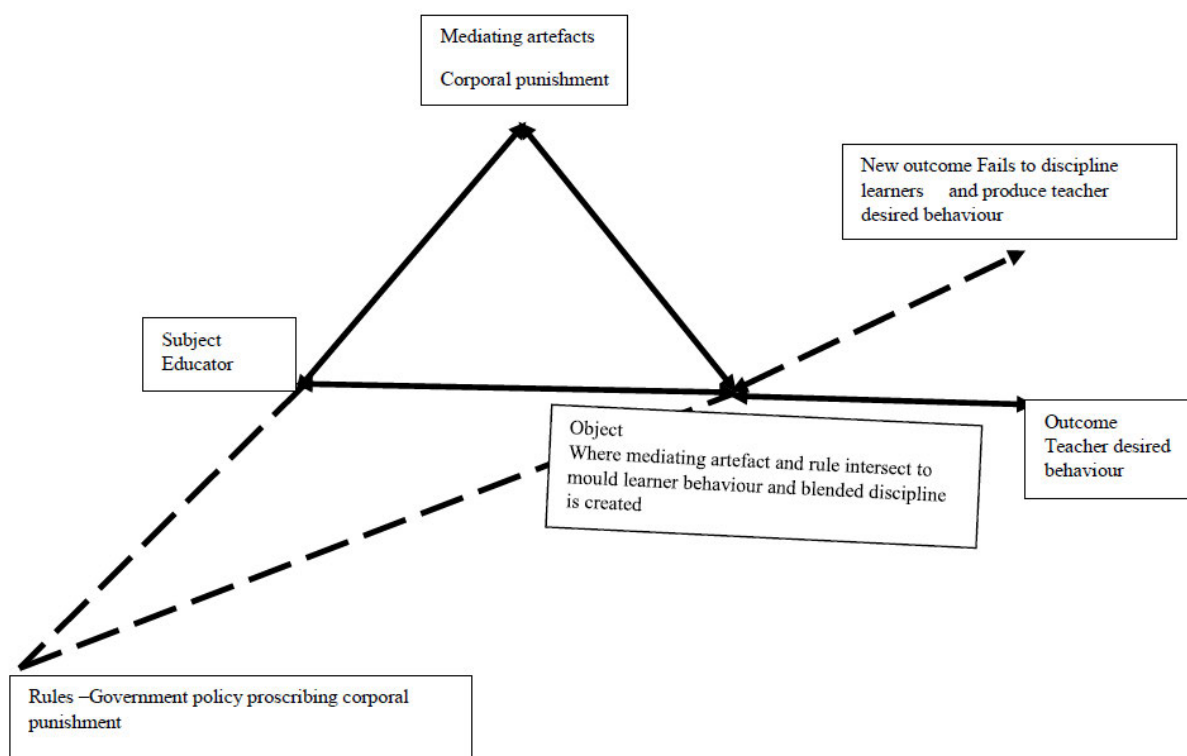 Mediating artefacts
Corporal punishment
New outcome Fails to discipline
learners and produce teacher
desired behaviour
Subject
Educator
Object
Where mediating artefact and rule intersect to
mould learner behaviour and blended discipline
is created
Outcome
Teacher desired
behaviour
Rules –Government policy proscribing corporal
punishment